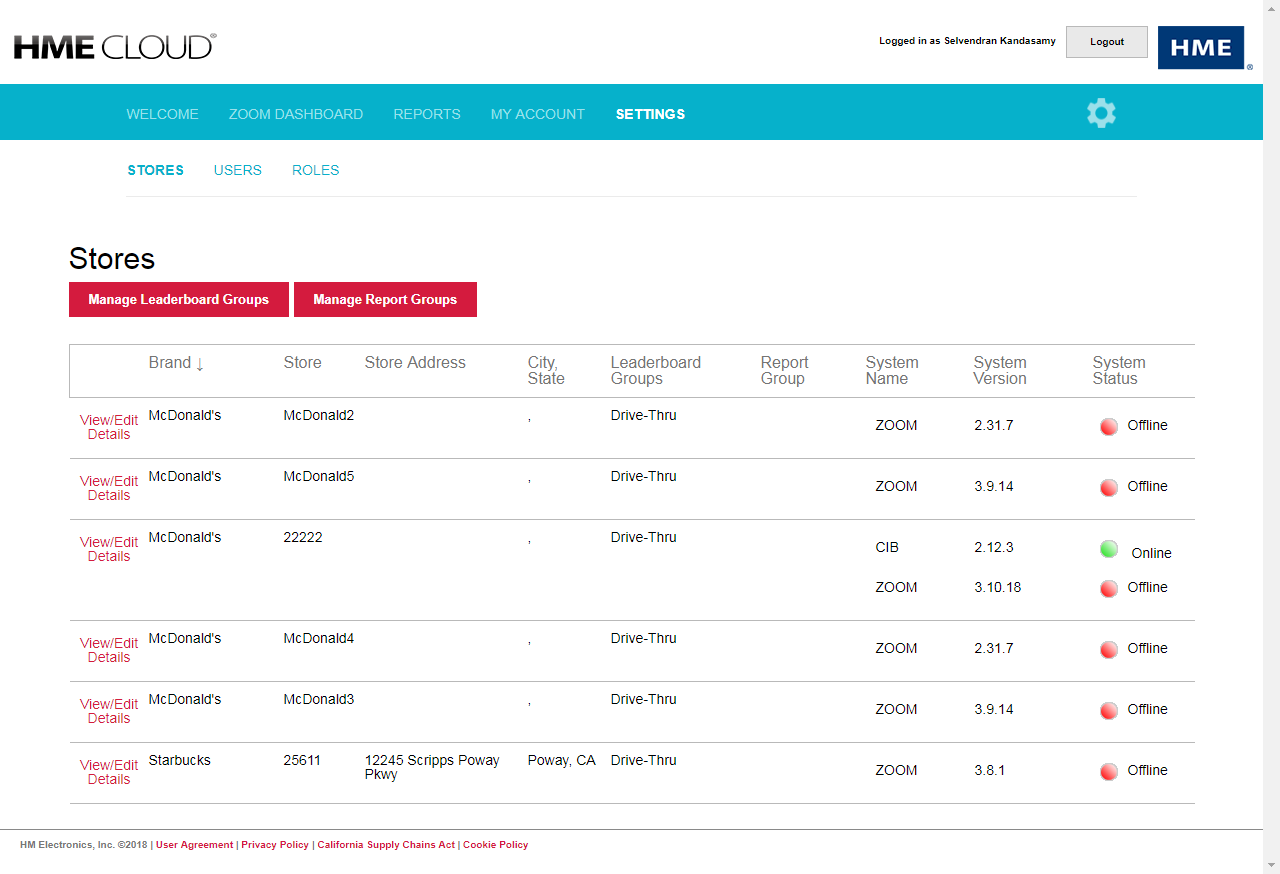 HME CLOUD®
Logged in as Selvendran Kandasamy
Logout
HME®
WELCOME ZOOM DASHBOARD REPORTS MY ACCOUNT SETTINGS
STORES USERS ROLES
Stores
Manage Leaderboard Groups Manage Report Groups
Brand ↓ Store Store Address City, Leaderboard Report System System System
State Groups Group Name Version Status
View/Edit McDonald's McDonald2 , Drive-Thru ZOOM 2.31.7 Offline
Details
View/Edit McDonald's McDonald5 , Drive-Thru ZOOM 3.9.14 Offline
Details
View/Edit McDonald's 22222 , Drive-Thru CIB 2.12.3 Online
Details
ZOOM 3.10.18 Offline
View/Edit McDonald's McDonald4 , Drive-Thru ZOOM 2.31.7 Offline
Details
View/Edit McDonald's McDonald3 , Drive-Thru ZOOM 3.9.14 Offline
Details
View/Edit Starbucks 25611 12245 Scripps Poway Poway, CA Drive-Thru ZOOM 3.8.1 Offline
Details Pkwy
HM Electronics, Inc. ©2018 | User Agreement | Privacy Policy | California Supply Chains Act | Cookie Policy